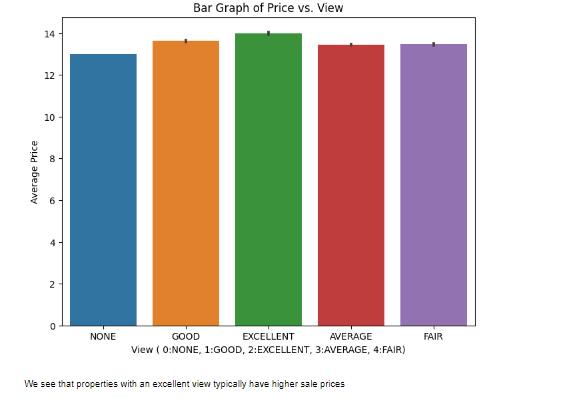 Bar Graph of Price vs. View
14
12
10
8
6
4
2
0
Average Price
NONE GOOD EXCELLENT AVERAGE FAIR
View ( 0:NONE, 1:GOOD, 2:EXCELLENT, 3:AVERAGE, 4:FAIR)
We see that properties with an excellent view typically have higher sale prices